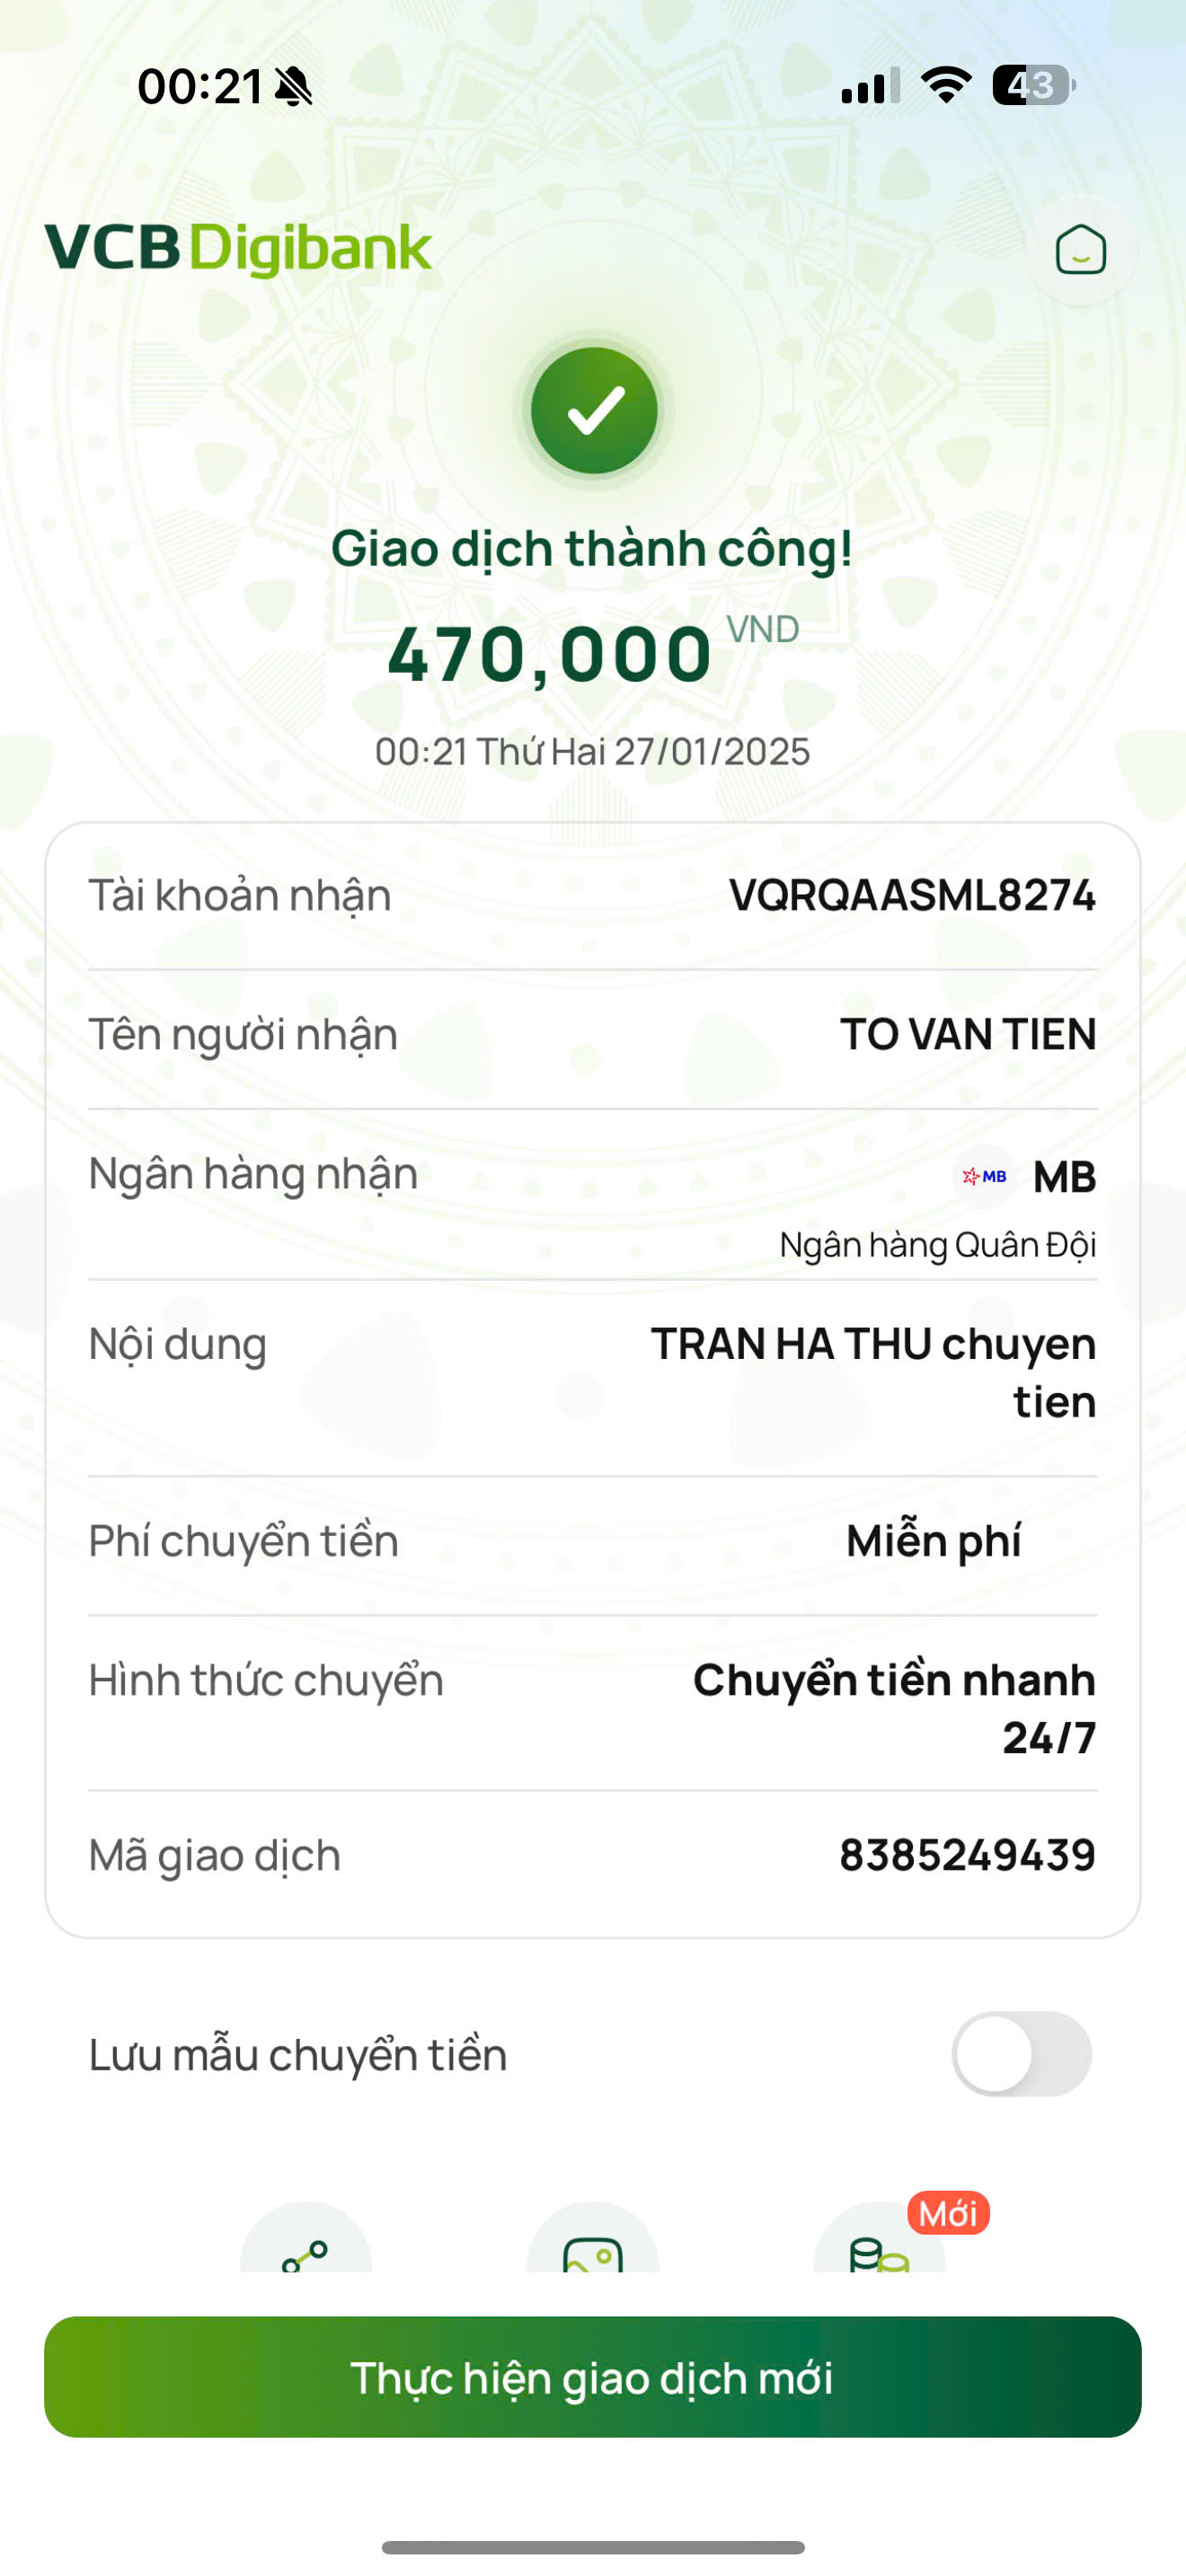 00:21
43
VCB Digibank
Giao dịch thành công!
470,000 VND
00:21 Thứ Hai 27/01/2025
Tài khoản nhận VQRQAASML8274
Tên người nhận TO VAN TIEN
Ngân hàng nhận MB MB
Ngân hàng Quân Đội
Nội dung TRAN HA THU chuyen
tien
Phí chuyển tiền Miễn phí
Hình thức chuyển Chuyển tiền nhanh
24/7
Mã giao dịch 8385249439
Lưu mẫu chuyển tiền
Mới
Thực hiện giao dịch mới